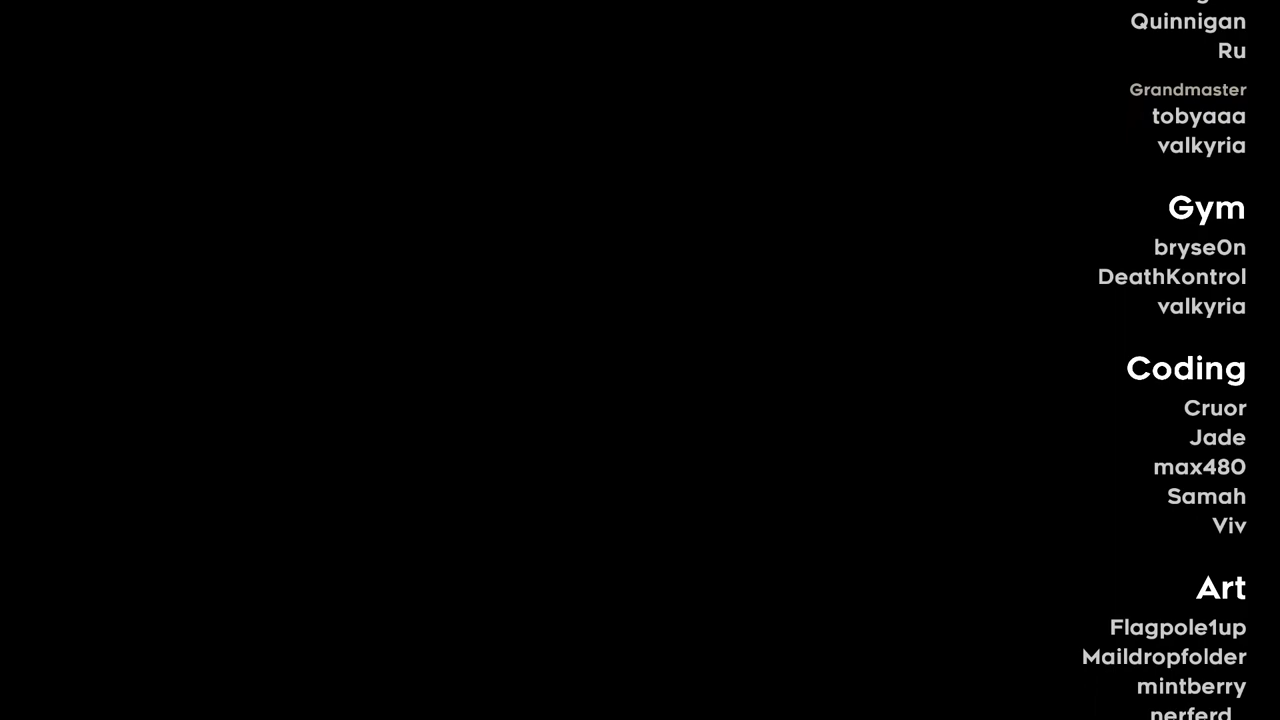 Quinnigan
Ru
Grandmaster
tobyaaa
valkyria
Gym
bryse0n
DeathKontrol
valkyria
Coding
Cruor
Jade
max480
Samah
Viv
Art
Flagpole1up
Maildropfolder
mintberry
nerferd_